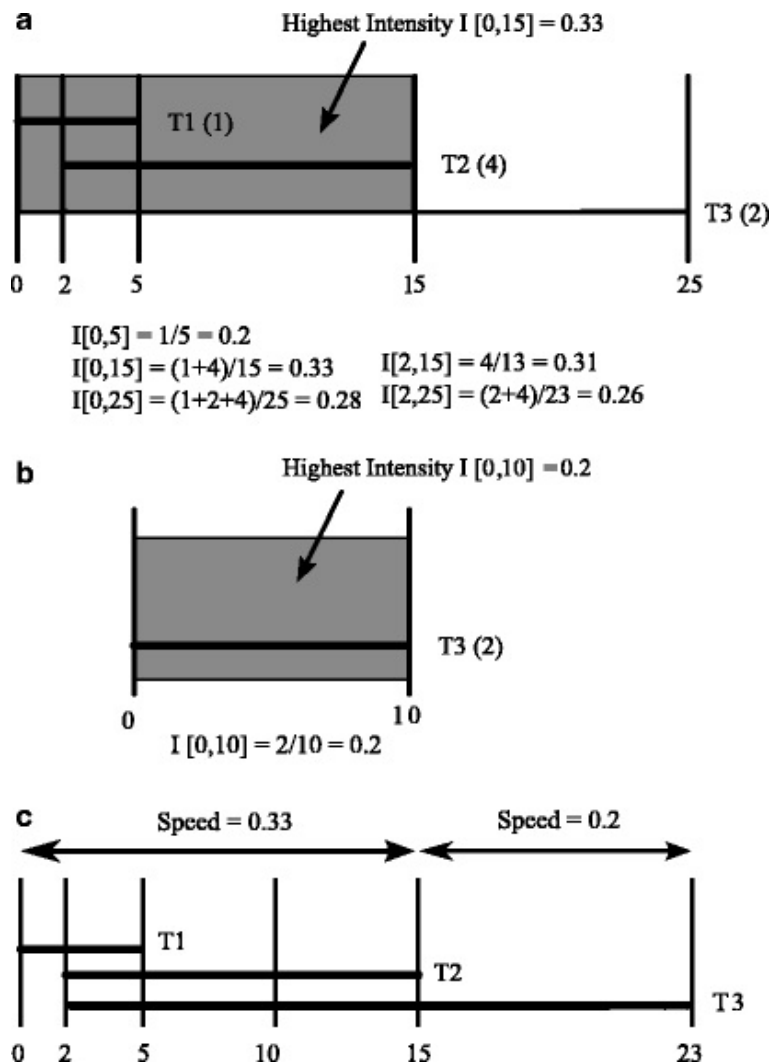 a
Highest Intensity I [0,15] = 0.33
T1 (1)
T2 (4)
T3 (2)
0 2 5 15 25
I[0,5] = 1/5 = 0.2
I[0,15] = (1+4)/15 = 0.33 I[2,15] = 4/13 = 0.31
I[0,25] = (1+2+4)/25 = 0.28 I[2,25] = (2+4)/23 = 0.26
b
Highest Intensity I [0,10] = 0.2
T3 (2)
0 10
I [0,10] = 2/10 = 0.2
c
Speed = 0.33 Speed = 0.2
T1
T2
T3
0 2 5 10 15 23